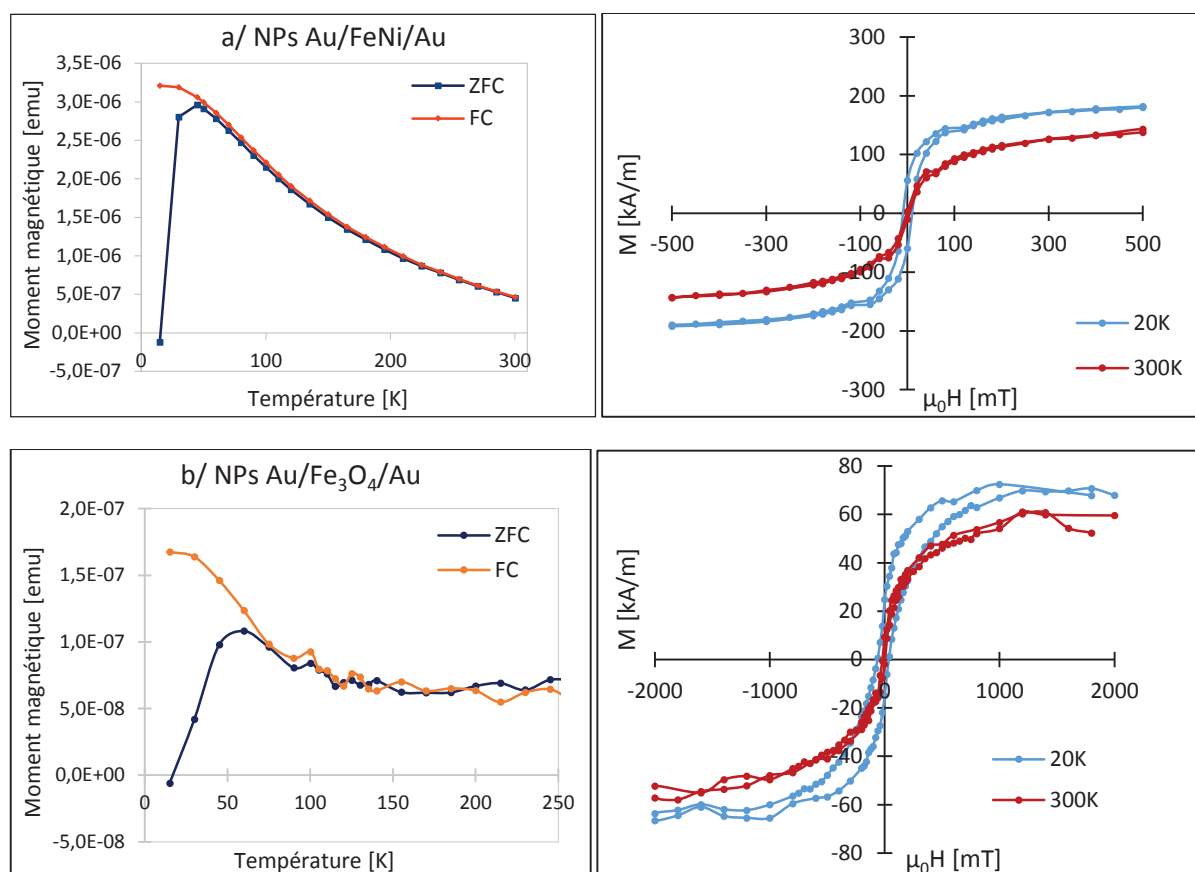 a/ NPs Au/FeNi/Au
Moment magnétique [emu]
3,5E-06
3,0E-06
2,5E-06
2,0E-06
1,5E-06
1,0E-06
5,0E-07
0,0E+00
-5,0E-07
0
100
200
300
Température [K]
ZFC
FC
M [kA/m]
300
200
100
0
-100
-200
-300
-500
-300
-100
100
300
500
µ₀H [mT]
20K
300K
b/ NPs Au/Fe₃O₄/Au
Moment magnétique [emu]
2,0E-07
1,5E-07
1,0E-07
5,0E-08
0,0E+00
-5,0E-08
0
50
100
150
200
250
Température [K]
ZFC
FC
M [kA/m]
80
60
40
20
0
-20
-40
-60
-80
-2000
-1000
0
1000
2000
µ₀H [mT]
20K
300K